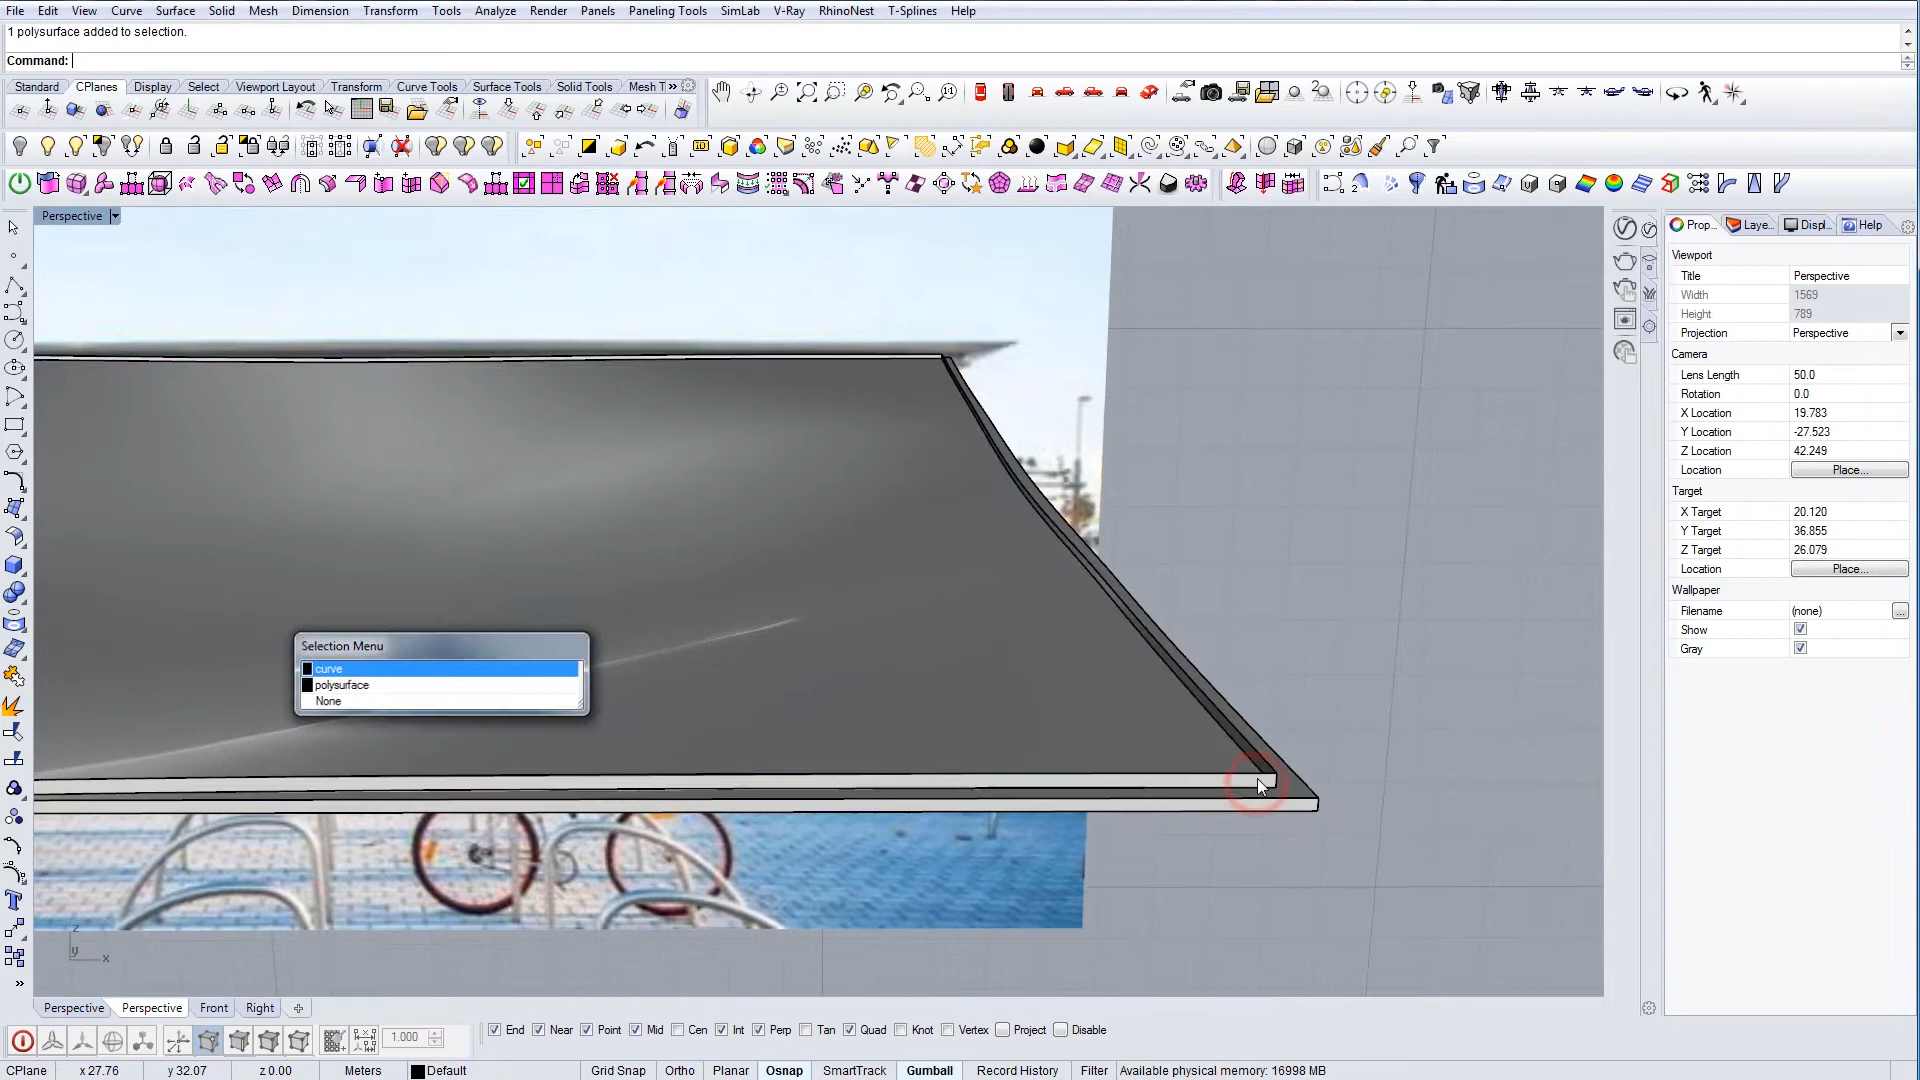 File Edit View Curve Surface Solid Mesh Dimension Transform Tools Analyze Render Panels Paneling Tools SimLab V-Ray RhinoNest T-Splines Help
1 polysurface added to selection.
Command:
Standard CPlanes Display Select Viewport Layout Transform Curve Tools Surface Tools Solid Tools Mesh T »
Perspective
Prop... Laye... Displ... Help
Viewport
Title Perspective
Width 1569
Height 789
Projection Perspective
Camera
Lens Length 50.0
Rotation 0.0
X Location 19.783
Y Location -27.523
Z Location 42.249
Location Place...
Target
X Target 20.120
Y Target 36.855
Z Target 26.079
Location Place...
Wallpaper
Filename (none) ...
Show
Gray
Selection Menu
curve
polysurface
None
z
y x
Perspective Perspective Front Right
1.000 End Near Point Mid Cen Int Perp Tan Quad Knot Vertex Project Disable
CPlane x 27.76 y 32.07 z 0.00 Meters Default Grid Snap Ortho Planar Osnap SmartTrack Gumball Record History Filter Available physical memory: 16998 MB